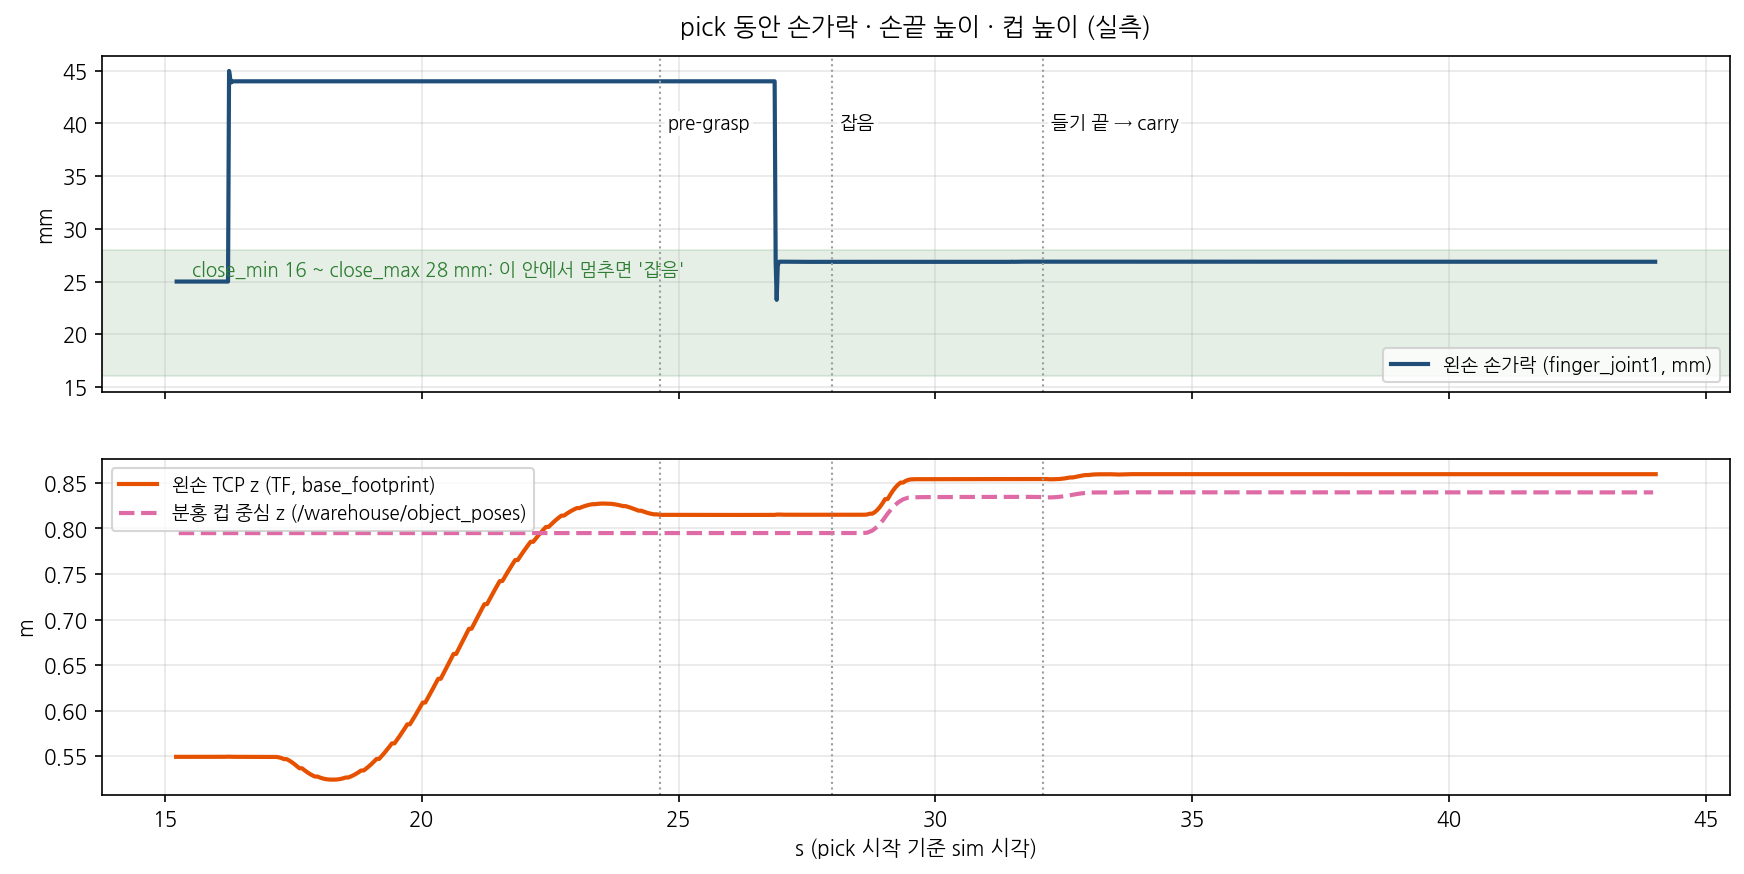 pick 동안 손가락 · 손끝 높이 · 컵 높이 (실측)
45
40
35
30
25
20
15
mm
pre-grasp
잡음
들기 끝 → carry
close_min 16 ~ close_max 28 mm: 이 안에서 멈추면 '잡음'
왼손 손가락 (finger_joint1, mm)
0.85
0.80
0.75
0.70
0.65
0.60
0.55
m
왼손 TCP z (TF, base_footprint)
분홍 컵 중심 z (/warehouse/object_poses)
15
20
25
30
35
40
45
s (pick 시작 기준 sim 시각)